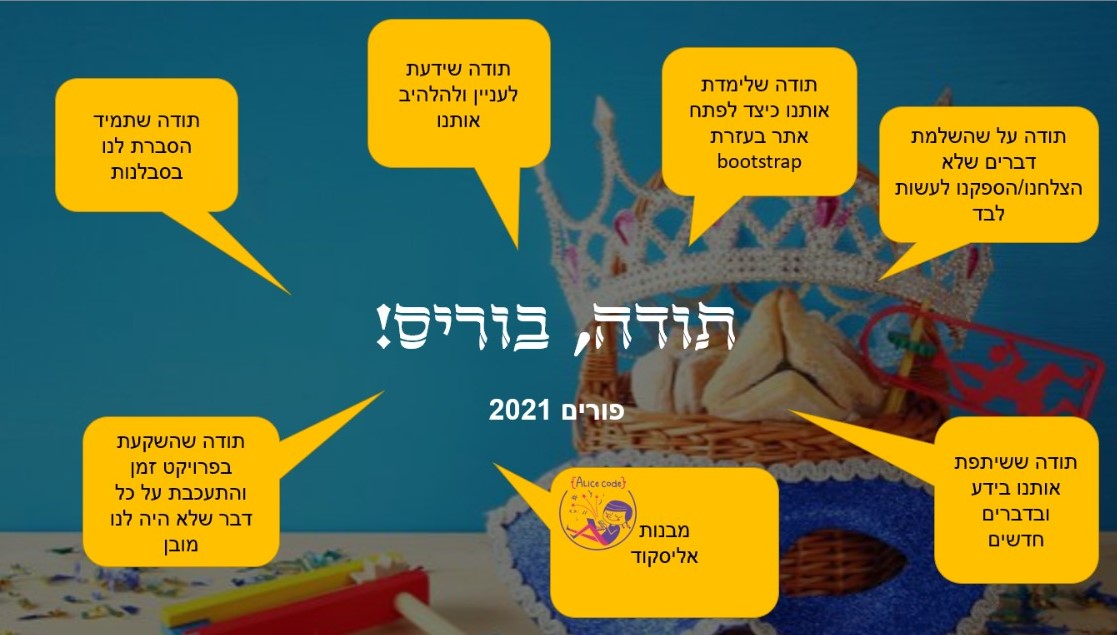 תודה שלימדת
אותנו כיצד לפתח
אתר בעזרת
bootstrap
תודה על שהשלמת
דברים שלא
הצלחנו/הספקנו לעשות
לבד
תודה שידעת
לעניין ולהלהיב
אותנו
תודה שתמיד
הסברת לנו
בסבלנות
תודה, בוריס!
פורים 2021
תודה ששיתפת
אותנו בידע
ובדברים
חדשים
{Alice code}
מבנות
אליסקוד
תודה שהשקעת
בפרויקט זמן
והתעכבת על כל
דבר שלא היה לנו
מובן